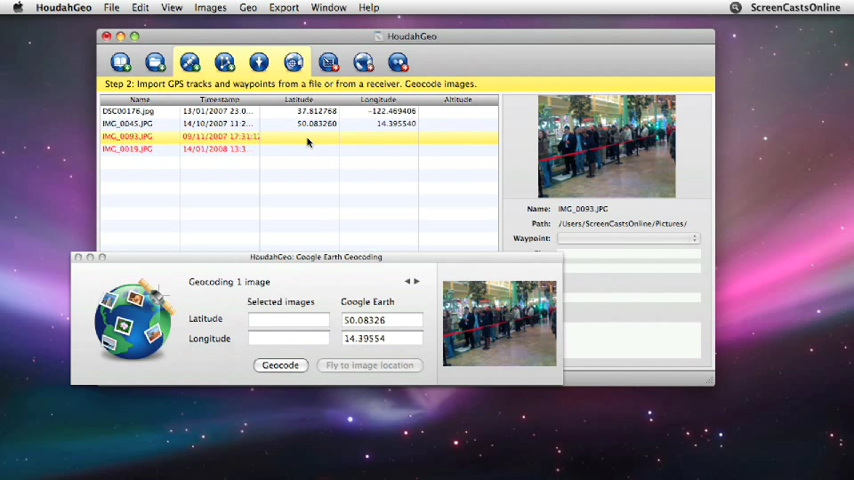 HoudahGeo File Edit View Images Geo Export Window Help ScreenCastsOnline
HoudahGeo
Step 2: Import GPS tracks and waypoints from a file or from a receiver. Geocode images.
Name Timestamp Latitude Longitude Altitude
DSC00176.jpg 13/01/2007 23:0... 37.812768 -122.469406
IMG_0045.JPG 14/10/2007 11:2... 50.083260 14.395540
IMG_0093.JPG 09/11/2007 17:31:12
IMG_0019.JPG 14/01/2008 13:3...
Name: IMG_0093.JPG
Path: /Users/ScreenCastsOnline/Pictures/
Waypoint:
HoudahGeo: Google Earth Geocoding
Geocoding 1 image
Selected images Google Earth
Latitude 50.08326
Longitude 14.39554
Geocode Fly to image location